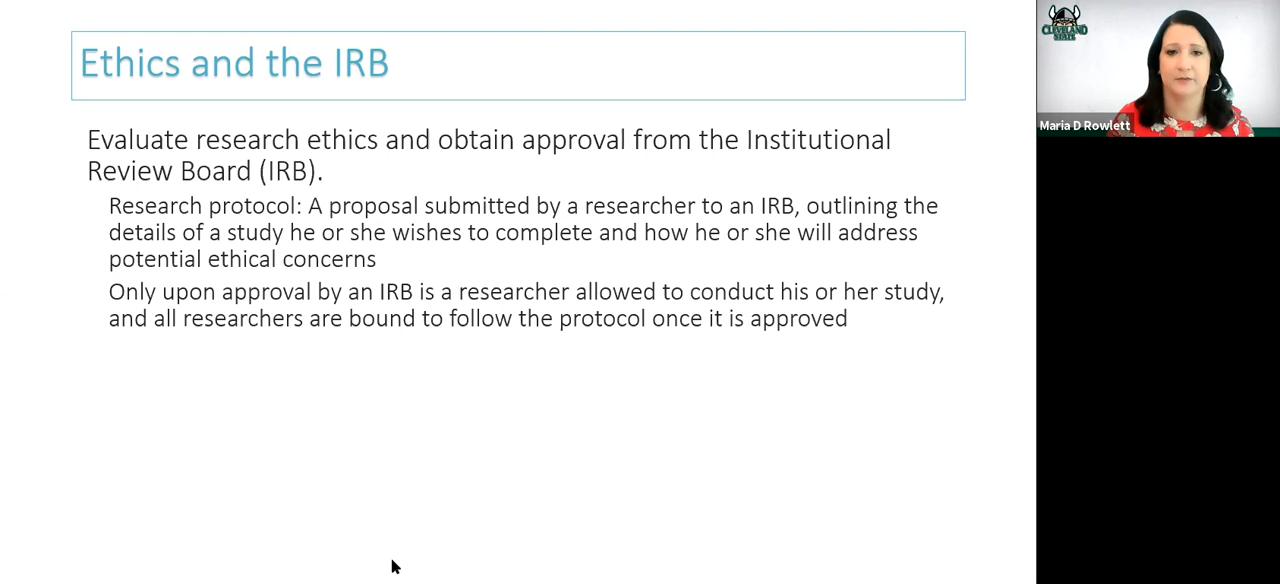 Ethics and the IRB
Evaluate research ethics and obtain approval from the Institutional
Review Board (IRB).
Research protocol: A proposal submitted by a researcher to an IRB, outlining the
details of a study he or she wishes to complete and how he or she will address
potential ethical concerns
Only upon approval by an IRB is a researcher allowed to conduct his or her study,
and all researchers are bound to follow the protocol once it is approved
CLEVELAND
STATE
Maria D Rowlett